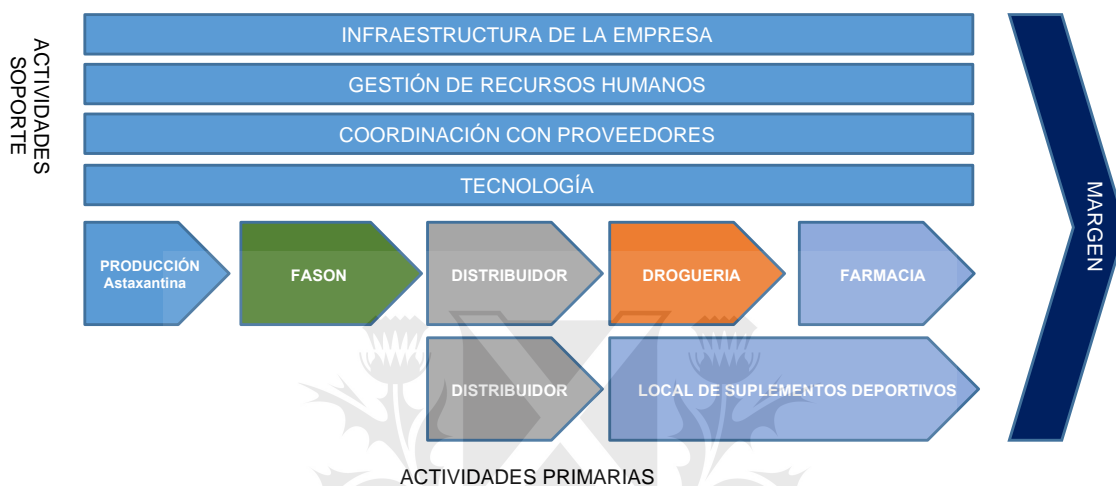 ACTIVIDADES
SOPORTE
INFRAESTRUCTURA DE LA EMPRESA
GESTIÓN DE RECURSOS HUMANOS
COORDINACIÓN CON PROVEEDORES
TECNOLOGÍA
PRODUCCIÓN
Astaxantina
FASON
DISTRIBUIDOR
DROGUERIA
FARMACIA
DISTRIBUIDOR
LOCAL DE SUPLEMENTOS DEPORTIVOS
MARGEN
ACTIVIDADES PRIMARIAS